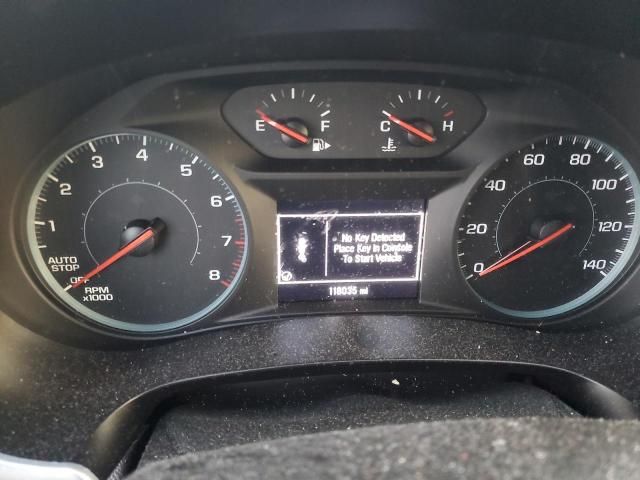 E F
C H
1 2 3 4 5 6 7 8
AUTO
STOP
OFF
RPM
x1000
No Key Detected
Place Key In Console
To Start Vehicle
118035 mi
0 20 40 60 80 100 120 140